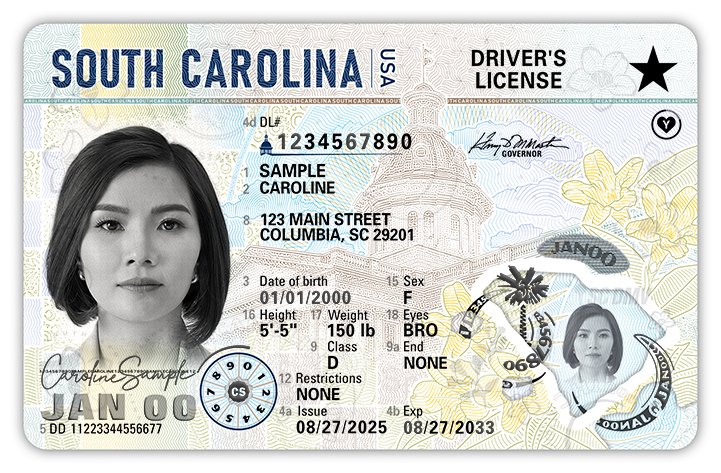 SOUTH CAROLINA USA
DRIVER'S
LICENSE
4d DL#
1234567890
1 SAMPLE
2 CAROLINE
GOVERNOR
8 123 MAIN STREET
COLUMBIA, SC 29201
JAN00
3 Date of birth 15 Sex
01/01/2000 F
16 Height 17 Weight 18 Eyes
5'-5" 150 lb BRO
9 Class 9a End
D NONE
12 Restrictions
NONE
4a Issue 4b Exp
08/27/2025 08/27/2033
CarolineSample
JAN 00
5 DD 11223344556677
CS